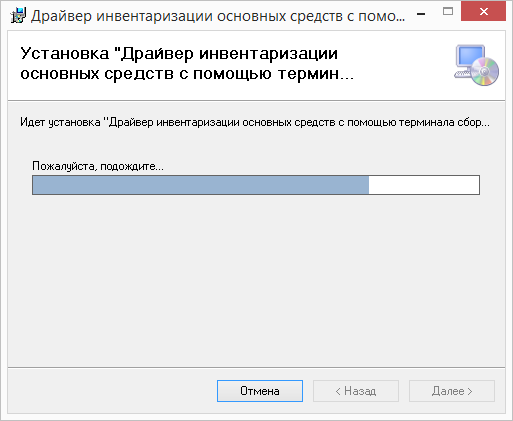 Драйвер инвентаризации основных средств с помо...
Установка "Драйвер инвентаризации
основных средств с помощью термин...
Идет установка "Драйвер инвентаризации основных средств с помощью терминала сбор...
Пожалуйста, подождите...
Отмена
< Назад
Далее >